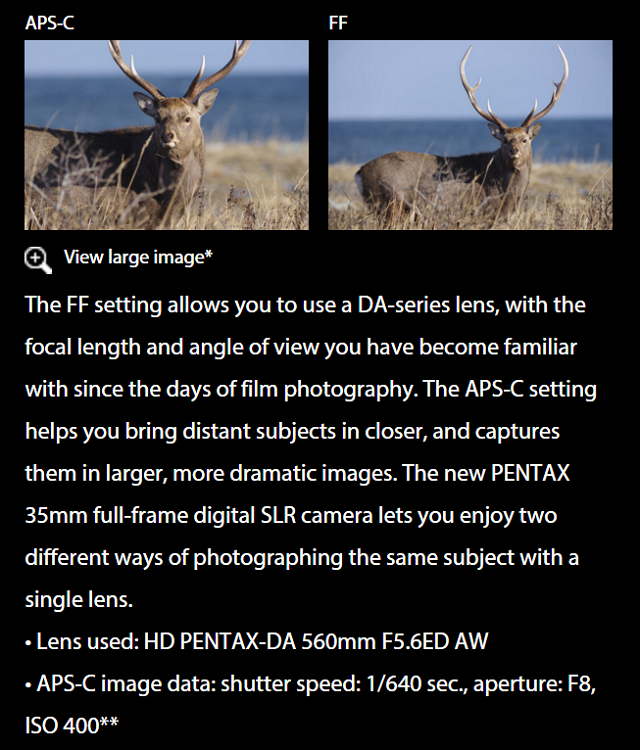 APS-C
FF
View large image*
The FF setting allows you to use a DA-series lens, with the
focal length and angle of view you have become familiar
with since the days of film photography. The APS-C setting
helps you bring distant subjects in closer, and captures
them in larger, more dramatic images. The new PENTAX
35mm full-frame digital SLR camera lets you enjoy two
different ways of photographing the same subject with a
single lens.
• Lens used: HD PENTAX-DA 560mm F5.6ED AW
• APS-C image data: shutter speed: 1/640 sec., aperture: F8,
ISO 400**